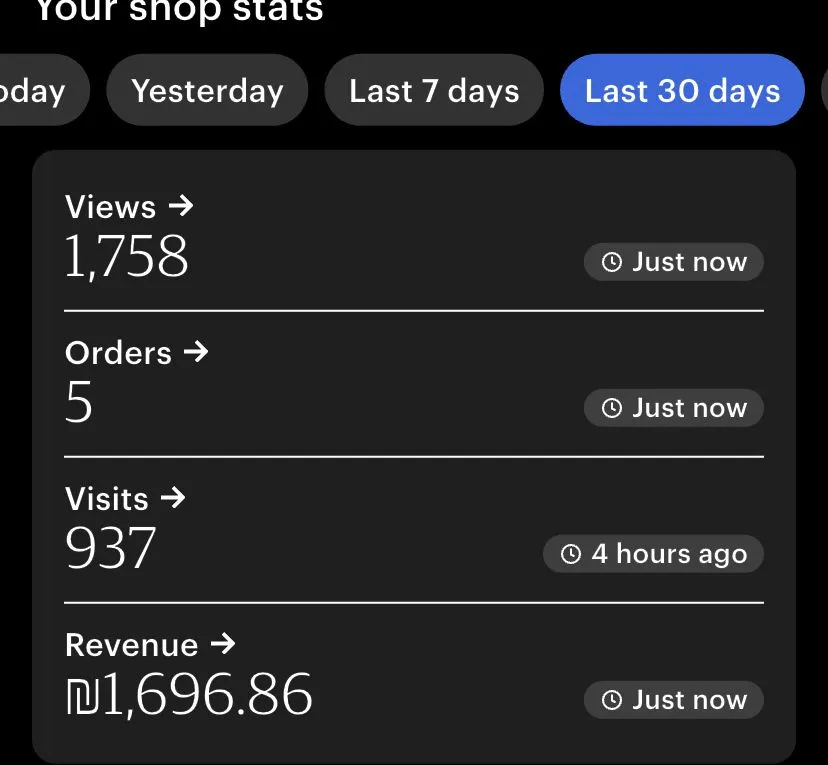 Your shop stats
oday
Yesterday
Last 7 days
Last 30 days
Views →
1,758
Just now
Orders →
5
Just now
Visits →
937
4 hours ago
Revenue →
₪1,696.86
Just now